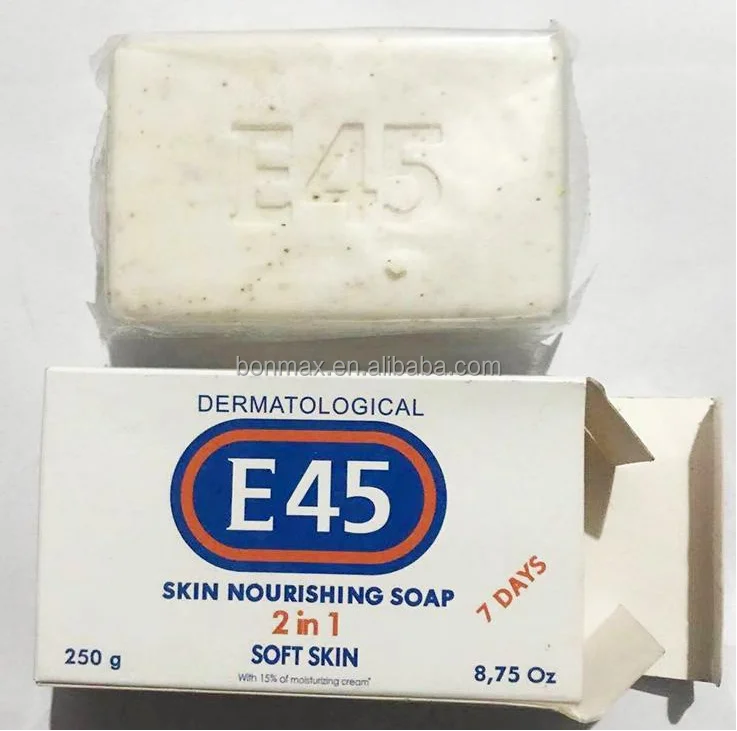 E45
bonmax.en.alibaba.com
DERMATOLOGICAL
E45
SKIN NOURISHING SOAP
2 in 1
7 DAYS
250 g
SOFT SKIN
8,75 Oz
With 15% of moisturizing cream*